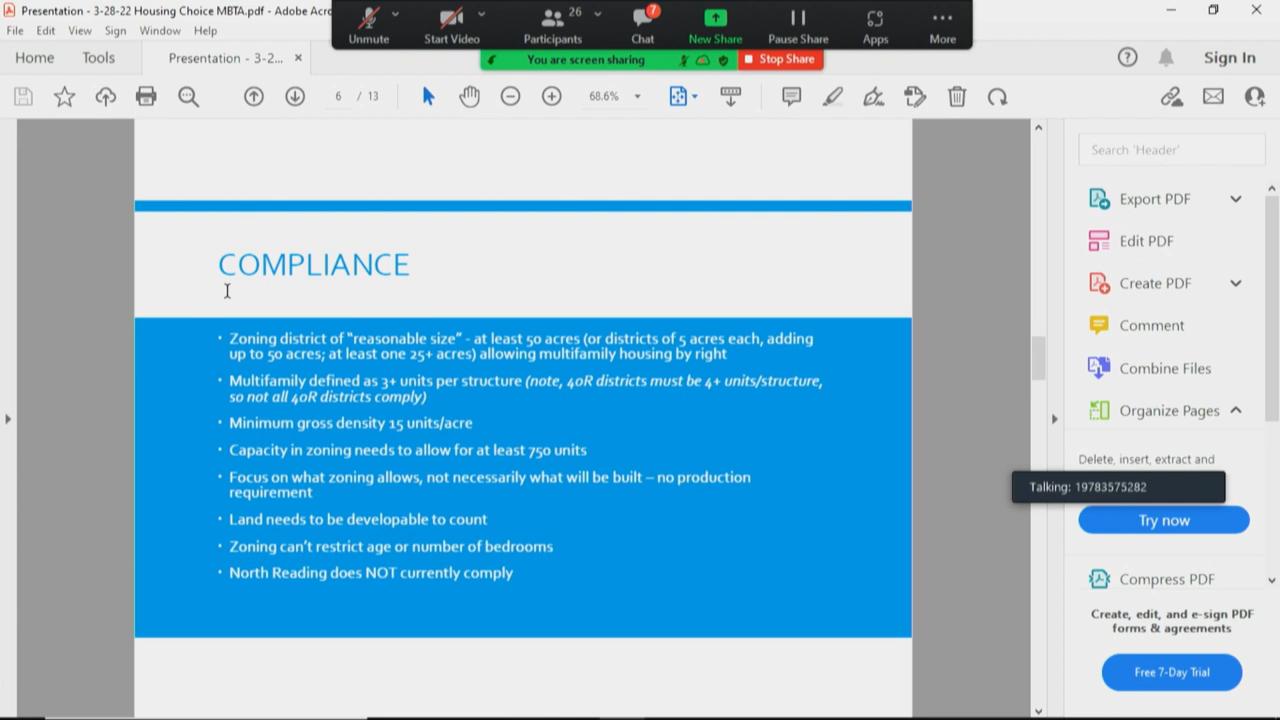 Presentation - 3-28-22 Housing Choice MBTA.pdf - Adobe Acro
File Edit View Sign Window Help
Unmute
Start Video
26
Participants
7
Chat
New Share
Pause Share
Apps
More
You are screen sharing
Stop Share
Home
Tools
Presentation - 3-2...
Sign In
6 / 13
68.6%
Search 'Header'
Export PDF
Edit PDF
Create PDF
Comment
Combine Files
Organize Pages
Delete, insert, extract and
Talking: 19783575282
Try now
Compress PDF
Create, edit, and e-sign PDF
forms & agreements
Free 7-Day Trial
COMPLIANCE
• Zoning district of "reasonable size" - at least 50 acres (or districts of 5 acres each, adding
up to 50 acres; at least one 25+ acres) allowing multifamily housing by right
• Multifamily defined as 3+ units per structure (note, 40R districts must be 4+ units/structure,
so not all 40R districts comply)
• Minimum gross density 15 units/acre
• Capacity in zoning needs to allow for at least 750 units
• Focus on what zoning allows, not necessarily what will be built – no production
requirement
• Land needs to be developable to count
• Zoning can't restrict age or number of bedrooms
• North Reading does NOT currently comply